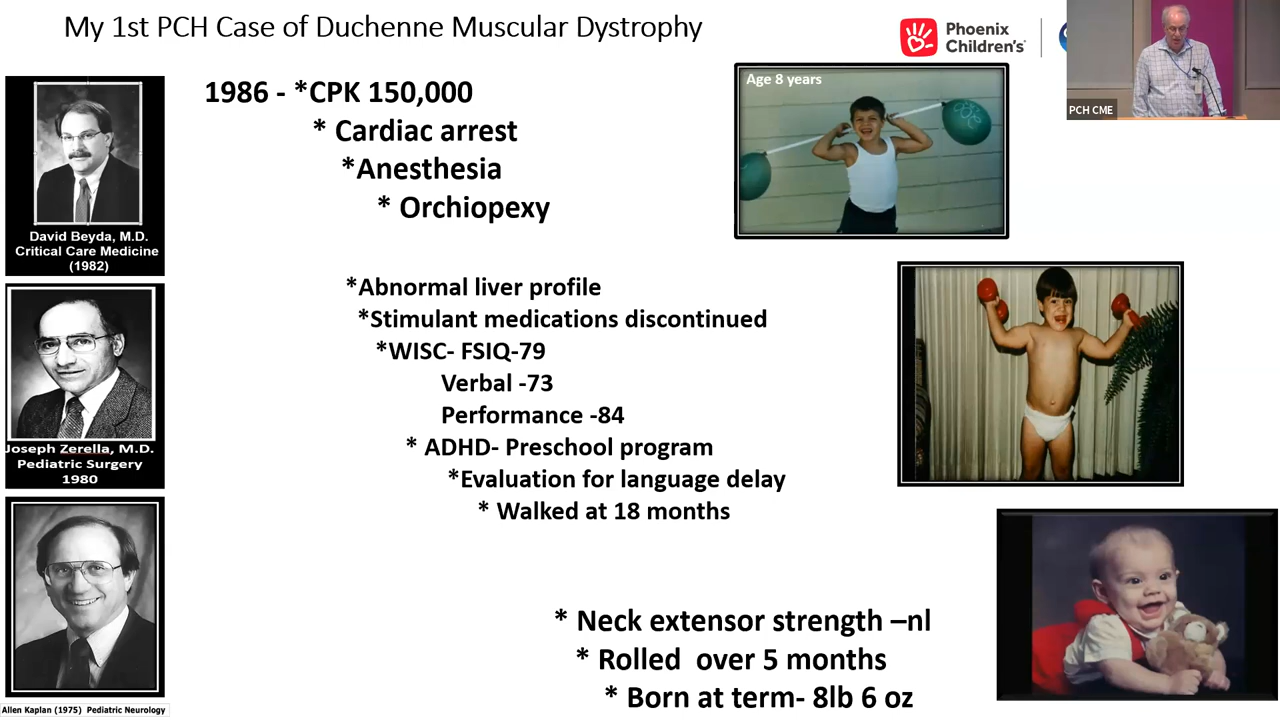 My 1st PCH Case of Duchenne Muscular Dystrophy
Phoenix
Children's
PCH CME
1986 - *CPK 150,000
* Cardiac arrest
*Anesthesia
* Orchiopexy
Age 8 years
David Beyda, M.D.
Critical Care Medicine
(1982)
*Abnormal liver profile
*Stimulant medications discontinued
*WISC- FSIQ-79
Verbal -73
Performance -84
* ADHD- Preschool program
*Evaluation for language delay
* Walked at 18 months
Joseph Zerella, M.D.
Pediatric Surgery
1980
* Neck extensor strength –nl
* Rolled over 5 months
* Born at term- 8lb 6 oz
Allen Kaplan (1975) Pediatric Neurology